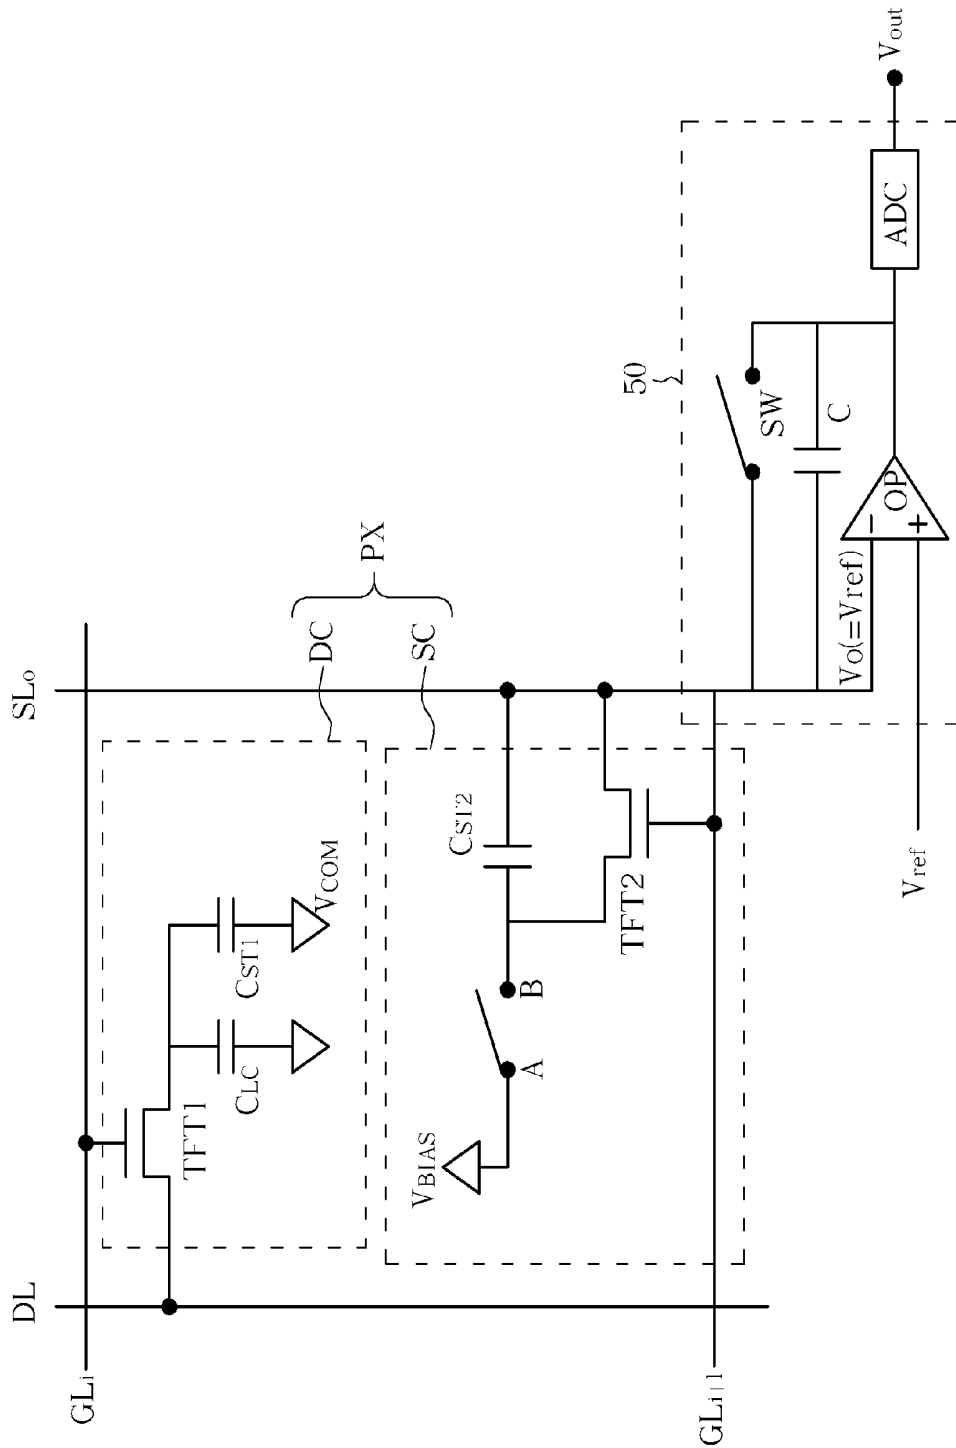 DL
SLO
GLi
TFT1
CLC
CST1
VCOM
DC
PX
SC
VBIAS
A
B
CST2
TFT2
GLi+1
50
SW
C
Vo(=Vref)
−
+
OP
ADC
Vout
Vref